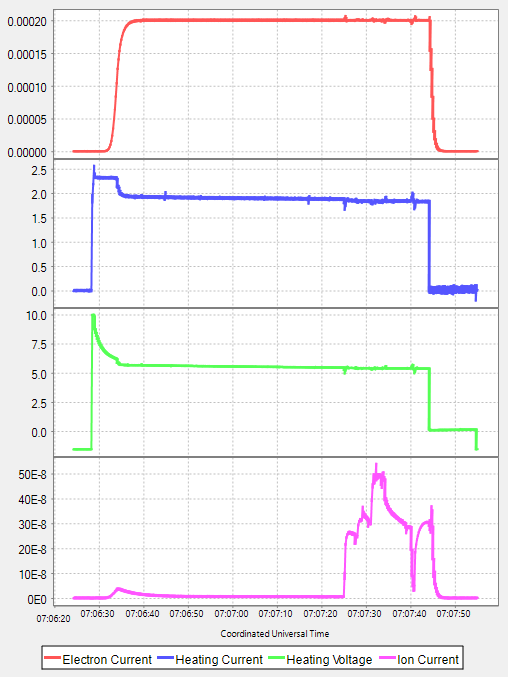 0.00020
0.00015
0.00010
0.00005
0.00000
2.5
2.0
1.5
1.0
0.5
0.0
10.0
7.5
5.0
2.5
0.0
50E-8
40E-8
30E-8
20E-8
10E-8
0E0
07:06:20 07:06:30 07:06:40 07:06:50 07:07:00 07:07:10 07:07:20 07:07:30 07:07:40 07:07:50
Coordinated Universal Time
Electron Current Heating Current Heating Voltage Ion Current